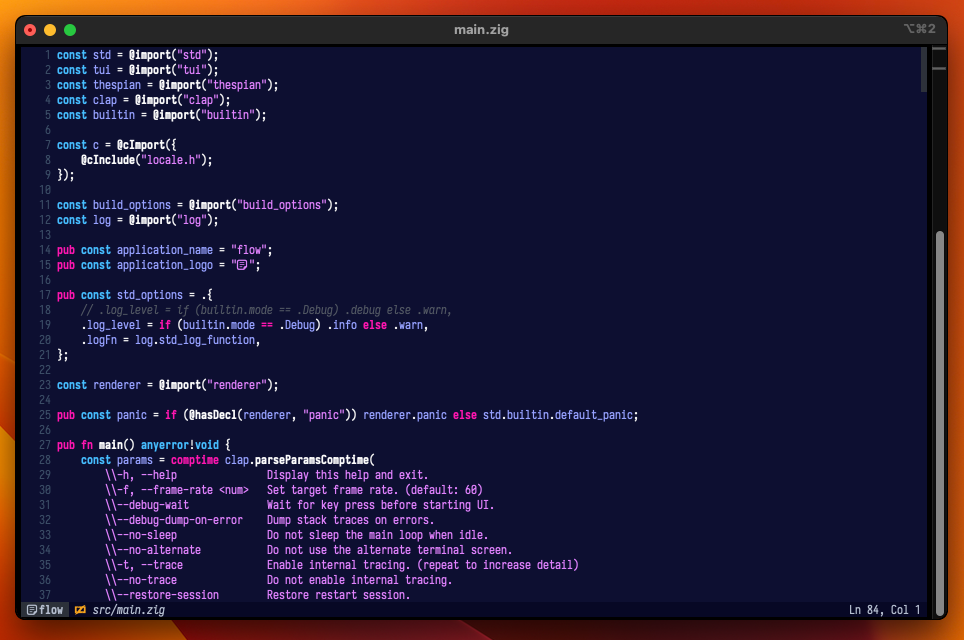 main.zig
⌥⌘2
1 const std = @import("std");
2 const tui = @import("tui");
3 const thespian = @import("thespian");
4 const clap = @import("clap");
5 const builtin = @import("builtin");
6
7 const c = @cImport({
8     @cInclude("locale.h");
9 });
10
11 const build_options = @import("build_options");
12 const log = @import("log");
13
14 pub const application_name = "flow";
15 pub const application_logo = "";
16
17 pub const std_options = .{
18     // .log_level = if (builtin.mode == .Debug) .debug else .warn,
19     .log_level = if (builtin.mode == .Debug) .info else .warn,
20     .logFn = log.std_log_function,
21 };
22
23 const renderer = @import("renderer");
24
25 pub const panic = if (@hasDecl(renderer, "panic")) renderer.panic else std.builtin.default_panic;
26
27 pub fn main() anyerror!void {
28     const params = comptime clap.parseParamsComptime(
29         \\-h, --help               Display this help and exit.
30         \\-f, --frame-rate <num>   Set target frame rate. (default: 60)
31         \\--debug-wait             Wait for key press before starting UI.
32         \\--debug-dump-on-error    Dump stack traces on errors.
33         \\--no-sleep               Do not sleep the main loop when idle.
34         \\--no-alternate           Do not use the alternate terminal screen.
35         \\-t, --trace              Enable internal tracing. (repeat to increase detail)
36         \\--no-trace               Do not enable internal tracing.
37         \\--restore-session        Restore restart session.
flow src/main.zig Ln 84, Col 1